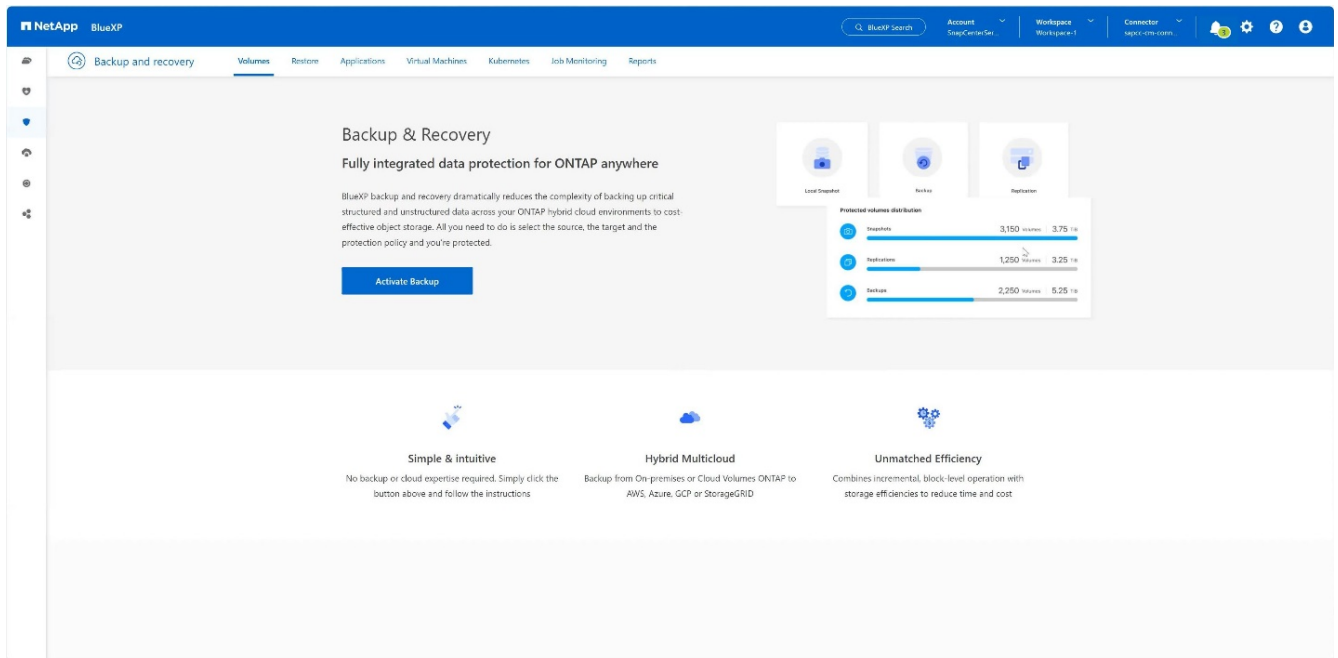 NetApp BlueXP
BlueXP Search
Account
SnapCenterSer...
Workspace
Workspace-1
Connector
sapcc-cm-conn...
3
Backup and recovery
Volumes Restore Applications Virtual Machines Kubernetes Job Monitoring Reports
Backup & Recovery
Fully integrated data protection for ONTAP anywhere
BlueXP backup and recovery dramatically reduces the complexity of backing up critical
structured and unstructured data across your ONTAP hybrid cloud environments to cost-
effective object storage. All you need to do is select the source, the target and the
protection policy and you're protected.
Activate Backup
Local Snapshot
Backup
Replication
Protected volumes distribution
Snapshots 3,150 Volumes 3.75 TiB
Replications 1,250 Volumes 3.25 TiB
Backups 2,250 Volumes 5.25 TiB
Simple & intuitive
No backup or cloud expertise required. Simply click the
button above and follow the instructions
Hybrid Multicloud
Backup from On-premises or Cloud Volumes ONTAP to
AWS, Azure, GCP or StorageGRID
Unmatched Efficiency
Combines incremental, block-level operation with
storage efficiencies to reduce time and cost